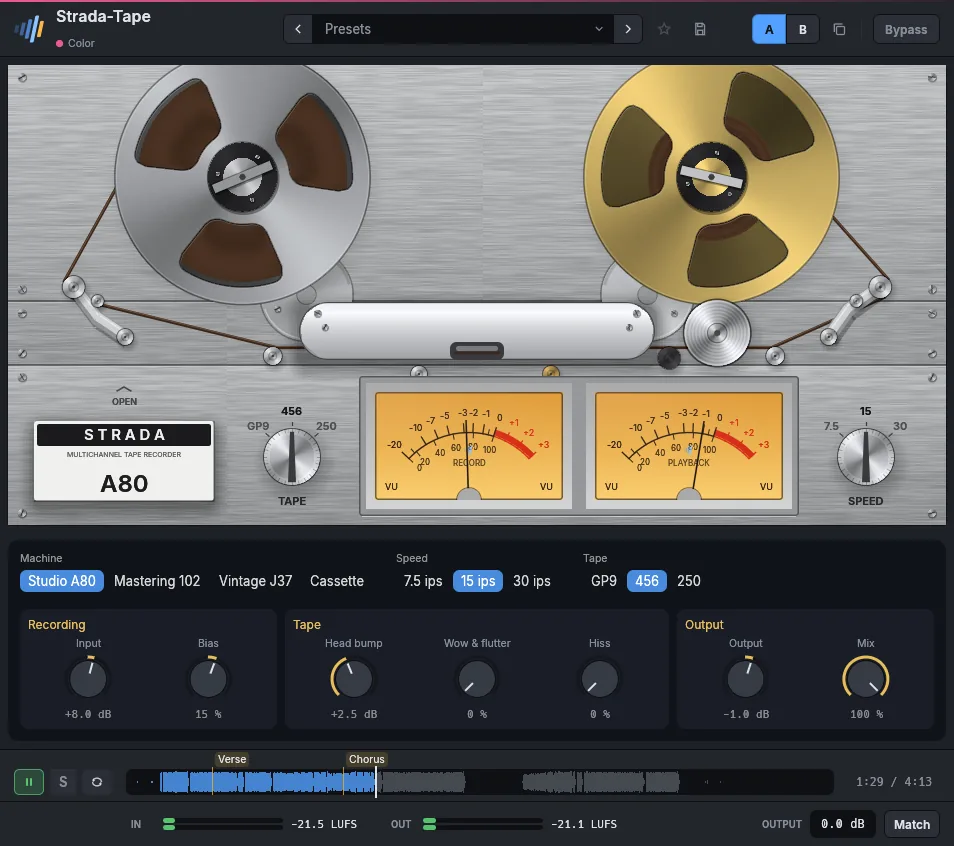 Strada-Tape
Color
Presets
A
B
Bypass
OPEN
STRADA
MULTICHANNEL TAPE RECORDER
A80
456
GP9
250
TAPE
-20
-10
-7
-5
-3
-2
-1
0
+1
+2
+3
0
20
40
60
80
100
RECORD
VU
VU
-20
-10
-7
-5
-3
-2
-1
0
+1
+2
+3
0
20
40
60
80
100
PLAYBACK
VU
VU
15
7.5
30
SPEED
Machine
Studio A80 Mastering 102 Vintage J37 Cassette
Speed
7.5 ips 15 ips 30 ips
Tape
GP9 456 250
Recording
Input
+8.0 dB
Bias
15 %
Tape
Head bump
+2.5 dB
Wow & flutter
0 %
Hiss
0 %
Output
Output
-1.0 dB
Mix
100 %
Verse
Chorus
S
1:29 / 4:13
IN
-21.5 LUFS
OUT
-21.1 LUFS
OUTPUT
0.0 dB
Match